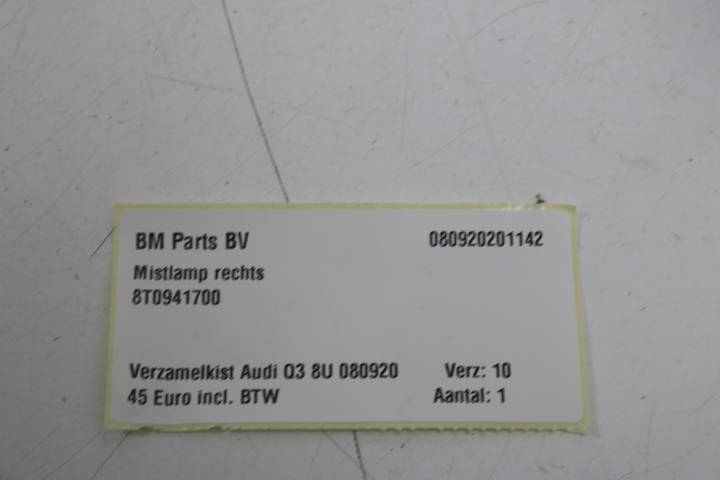 BM Parts BV 080920201142
Mistlamp rechts
8T0941700
Verzamelkist Audi Q3 8U 080920 Verz: 10
45 Euro incl. BTW Aantal: 1